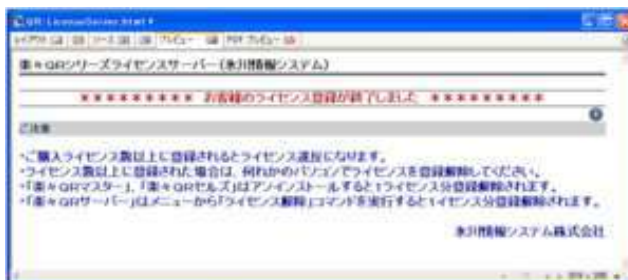 QR-LicenseServer.html
楽々QRシリーズライセンスサーバー(氷川情報システム)
********* お客様のライセンス登録が終了しました *********
ご注意
・ご購入ライセンス数以上に登録されるとライセンス違反になります。
・ライセンス数以上に登録された場合は、何れかのパソコンでライセンスを登録解除してください。
・「楽々QRマスター」、「楽々QRセルズ」はアンインストールすると1ライセンス分登録解除されます。
・「楽々QRサーバー」はメニューから「ライセンス解除」コマンドを実行すると1イセンス分登録解除されます。
氷川情報システム株式会社